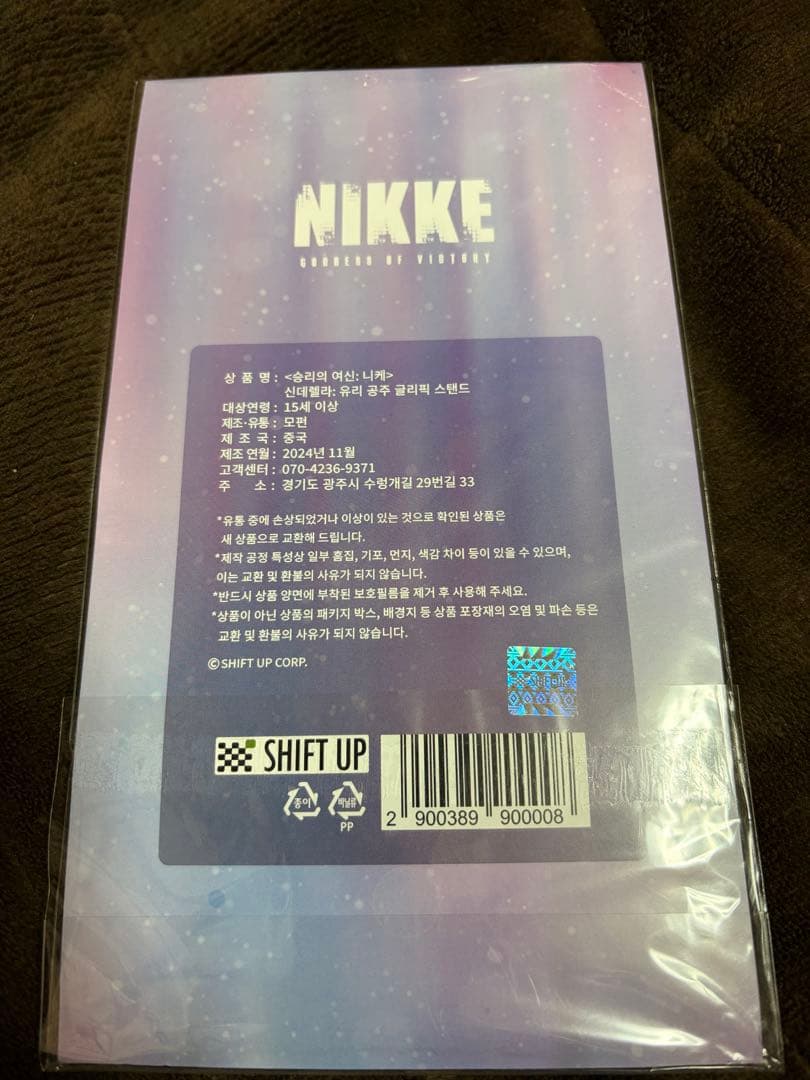 NIKKE
GODDESS OF VICTORY
상 품 명 : <승리의 여신: 니케>
신데렐라: 유리 공주 글리픽 스탠드
대상연령 : 15세 이상
제조·유통 : 모펀
제 조 국 : 중국
제조 연월 : 2024년 11월
고객센터 : 070-4236-9371
주 소 : 경기도 광주시 수렁개길 29번길 33
*유통 중에 손상되었거나 이상이 있는 것으로 확인된 상품은
새 상품으로 교환해 드립니다.
*제작 공정 특성상 일부 흠집, 기포, 먼지, 색감 차이 등이 있을 수 있으며,
이는 교환 및 환불의 사유가 되지 않습니다.
*반드시 상품 양면에 부착된 보호필름을 제거 후 사용해 주세요.
*상품이 아닌 상품의 패키지 박스, 배경지 등 상품 포장재의 오염 및 파손 등은
교환 및 환불의 사유가 되지 않습니다.
©SHIFT UP CORP.
SHIFT UP
SHIFT UP
종이 비닐류
PP
2 900389 900008